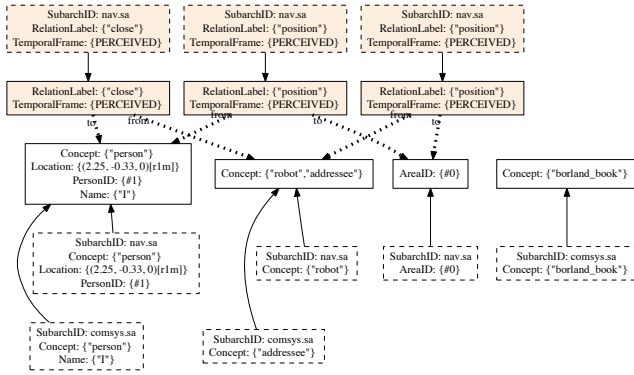 SubarchID: nav.sa
RelationLabel: {"close"}
TemporalFrame: {PERCEIVED}
SubarchID: nav.sa
RelationLabel: {"position"}
TemporalFrame: {PERCEIVED}
SubarchID: nav.sa
RelationLabel: {"position"}
TemporalFrame: {PERCEIVED}
RelationLabel: {"close"}
TemporalFrame: {PERCEIVED}
RelationLabel: {"position"}
TemporalFrame: {PERCEIVED}
RelationLabel: {"position"}
TemporalFrame: {PERCEIVED}
to
from
from
to
from
to
Concept: {"person"}
Location: {(2.25, -0.33, 0)[r1m]}
PersonID: {#1}
Name: {"I"}
Concept: {"robot","addressee"}
AreaID: {#0}
Concept: {"borland_book"}
SubarchID: nav.sa
Concept: {"person"}
Location: {(2.25, -0.33, 0)[r1m]}
PersonID: {#1}
SubarchID: nav.sa
Concept: {"robot"}
SubarchID: nav.sa
AreaID: {#0}
SubarchID: comsys.sa
Concept: {"borland_book"}
SubarchID: comsys.sa
Concept: {"person"}
Name: {"I"}
SubarchID: comsys.sa
Concept: {"addressee"}